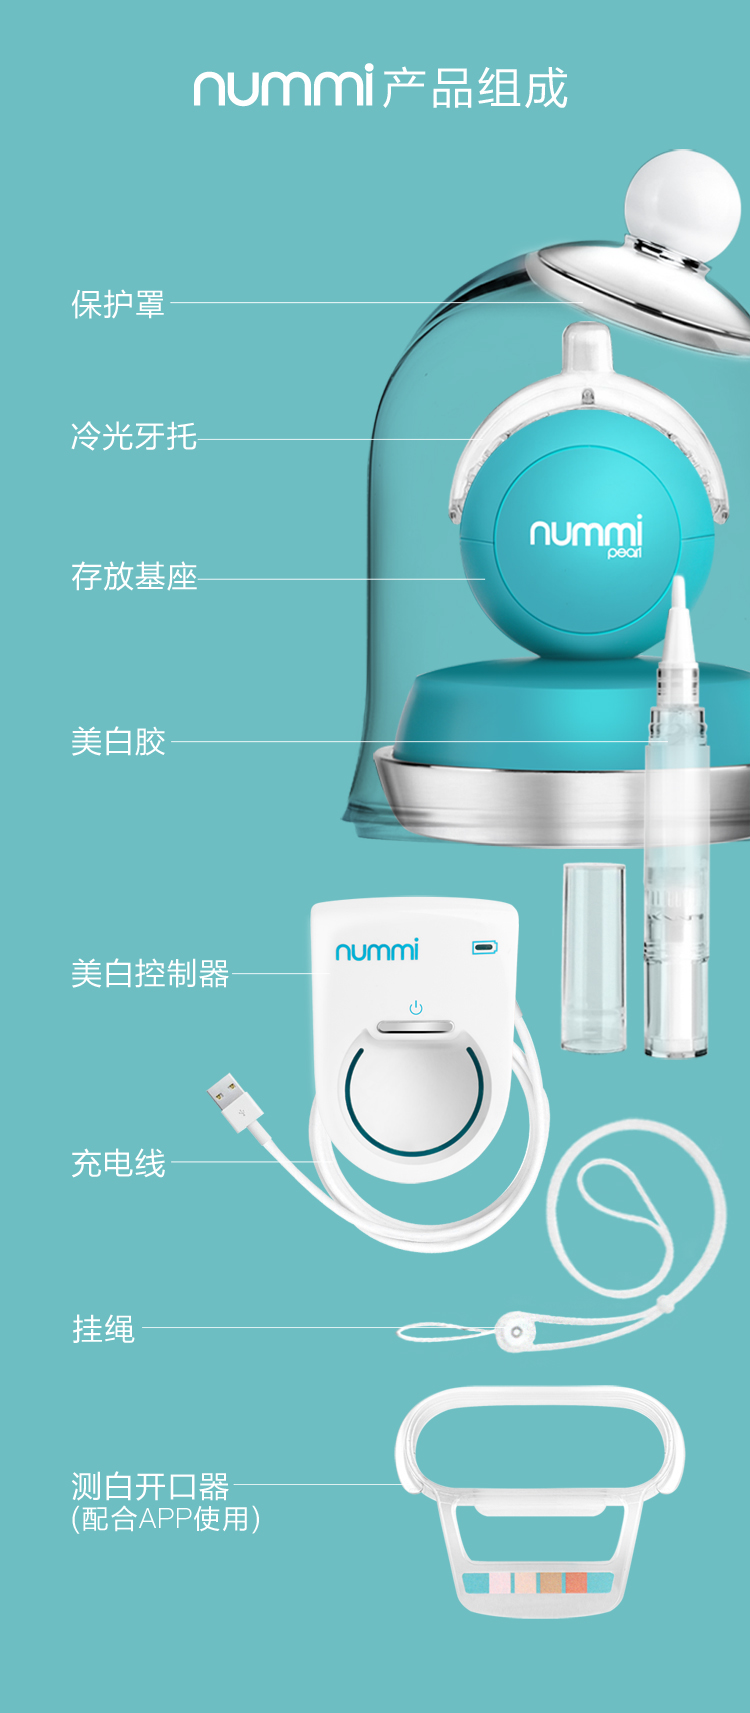 nummi产品组成
保护罩
冷光牙托
nummi
pearl
存放基座
美白胶
nummi
美白控制器
充电线
挂绳
测白开口器
(配合APP使用)